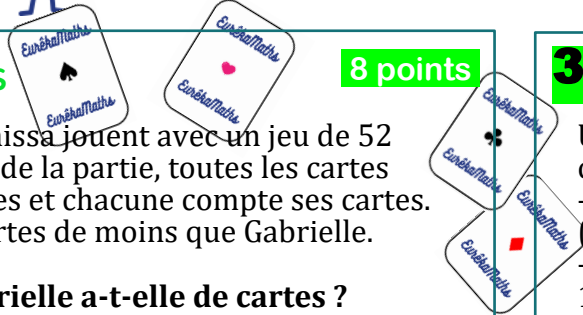 EurêkaMaths
EurêkaMaths
EurêkaMaths
EurêkaMaths
8 points
3
EurêkaMaths
EurêkaMaths
issa jouent avec un jeu de 52
de la partie, toutes les cartes
es et chacune compte ses cartes.
rtes de moins que Gabrielle.
EurêkaMaths
EurêkaMaths
rielle a-t-elle de cartes ?